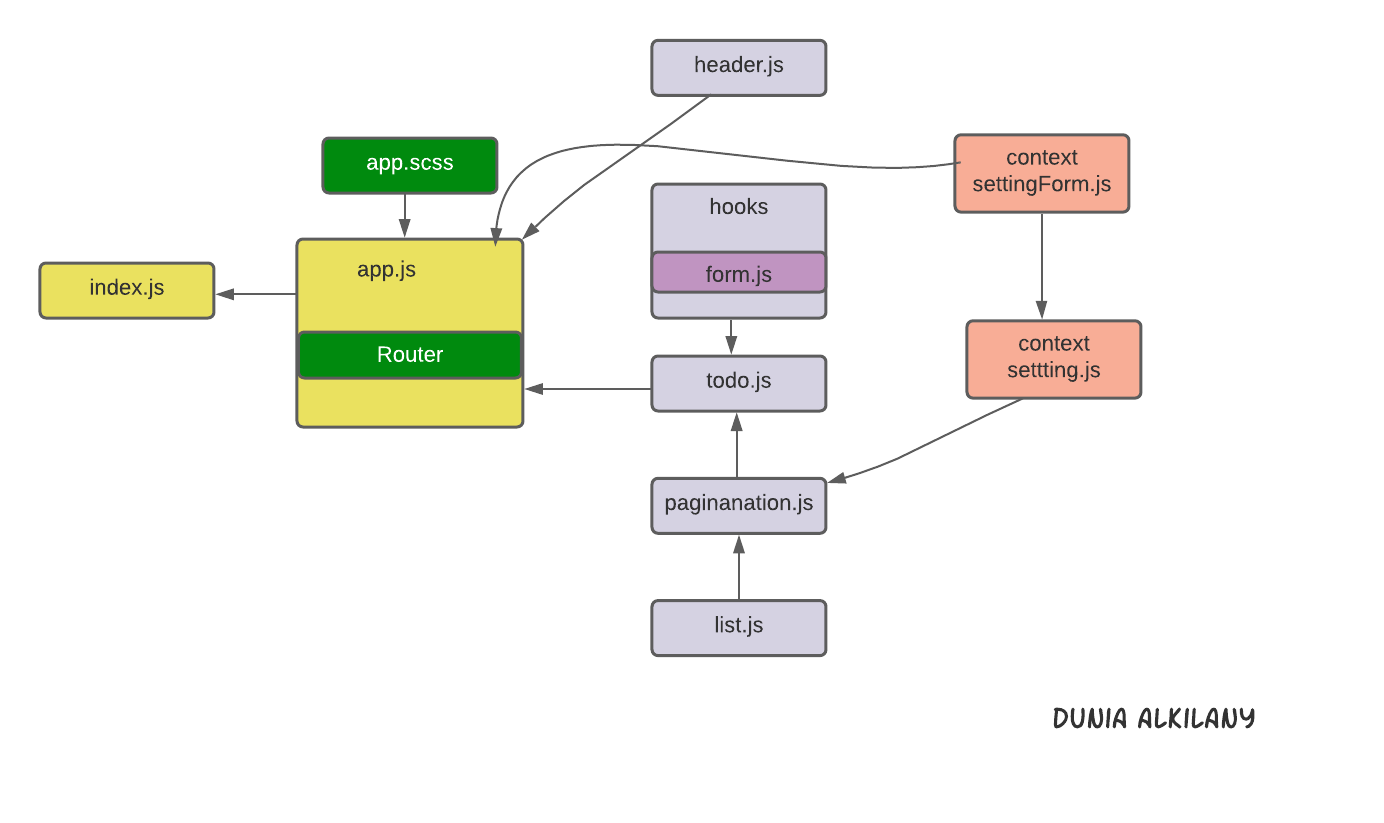 header.js
app.scss
context
settingForm.js
hooks
app.js
form.js
index.js
Router
context
settting.js
todo.js
paginanation.js
list.js
DUNIA ALKILANY